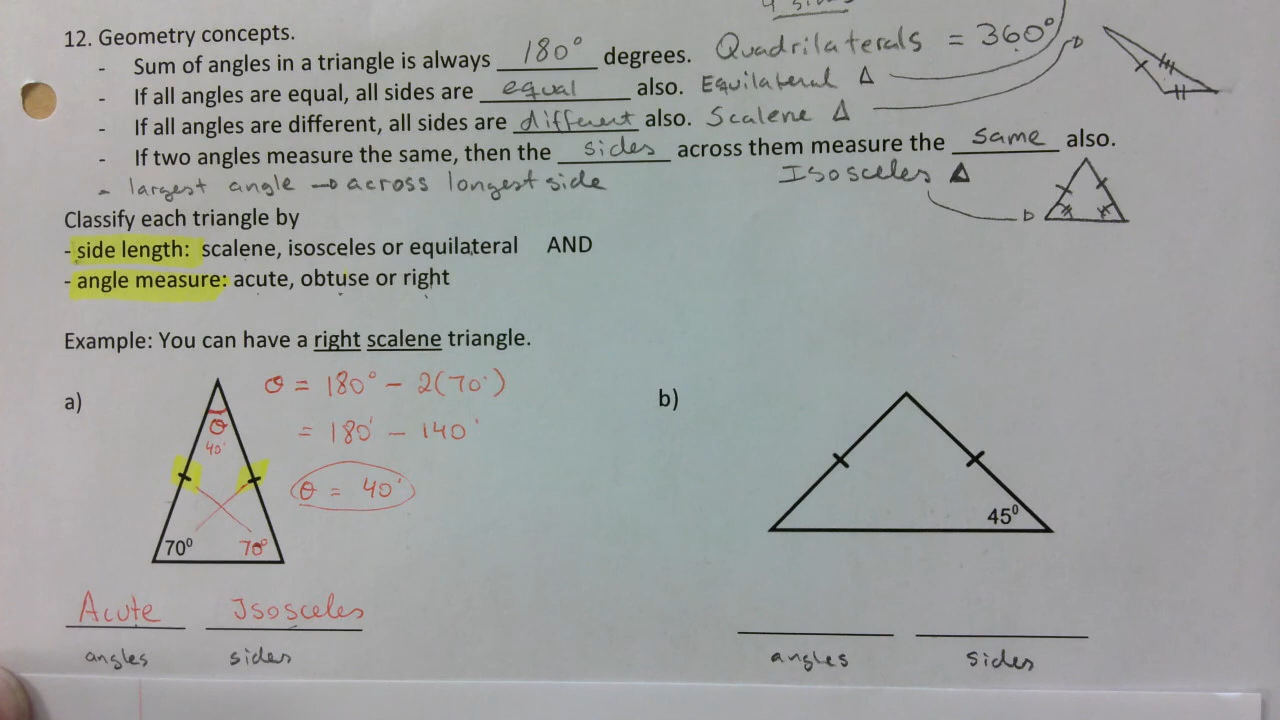 12. Geometry concepts.
- Sum of angles in a triangle is always 180° degrees. Quadrilaterals = 360°
- If all angles are equal, all sides are equal also. Equilateral Δ
- If all angles are different, all sides are different also. Scalene Δ
- If two angles measure the same, then the sides across them measure the same also.
- largest angle → across longest side Isosceles Δ
Classify each triangle by
- side length: scalene, isosceles or equilateral AND
- angle measure: acute, obtuse or right
Example: You can have a right scalene triangle.
a)
θ = 180° - 2(70°)
= 180° - 140°
θ = 40°
θ
40°
70° 70°
Acute Isosceles
angles sides
b)
45⁰
angles sides